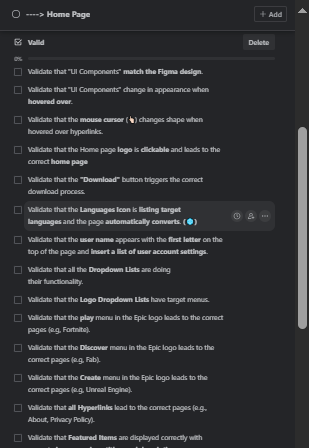 ----> Home Page
+ Add
Valid
Delete
0%
Validate that "UI Components" match the Figma design.
Validate that "UI Components" change in appearance when
hovered over.
Validate that the mouse cursor (👆🏻) changes shape when
hovered over hyperlinks.
Validate that the Home page logo is clickable and leads to the
correct home page
Validate that the "Download" button triggers the correct
download process.
Validate that the Languages Icon is listing target
languages and the page automatically converts. (🌐)
Validate that the user name appears with the first letter on the
top of the page and insert a list of user account settings.
Validate that all the Dropdown Lists are doing
their functionality.
Validate that the Logo Dropdown Lists have target menus.
Validate that the play menu in the Epic logo leads to the correct
pages (e.g, Fortnite).
Validate that the Discover menu in the Epic logo leads to the
correct pages (e.g, Fab).
Validate that the Create menu in the Epic logo leads to the
correct pages (e.g, Unreal Engine).
Validate that all Hyperlinks lead to the correct pages (e.g.,
About, Privacy Policy).
Validate that Featured Items are displayed correctly with